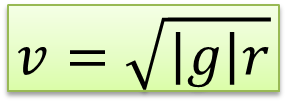 v = √|g|r